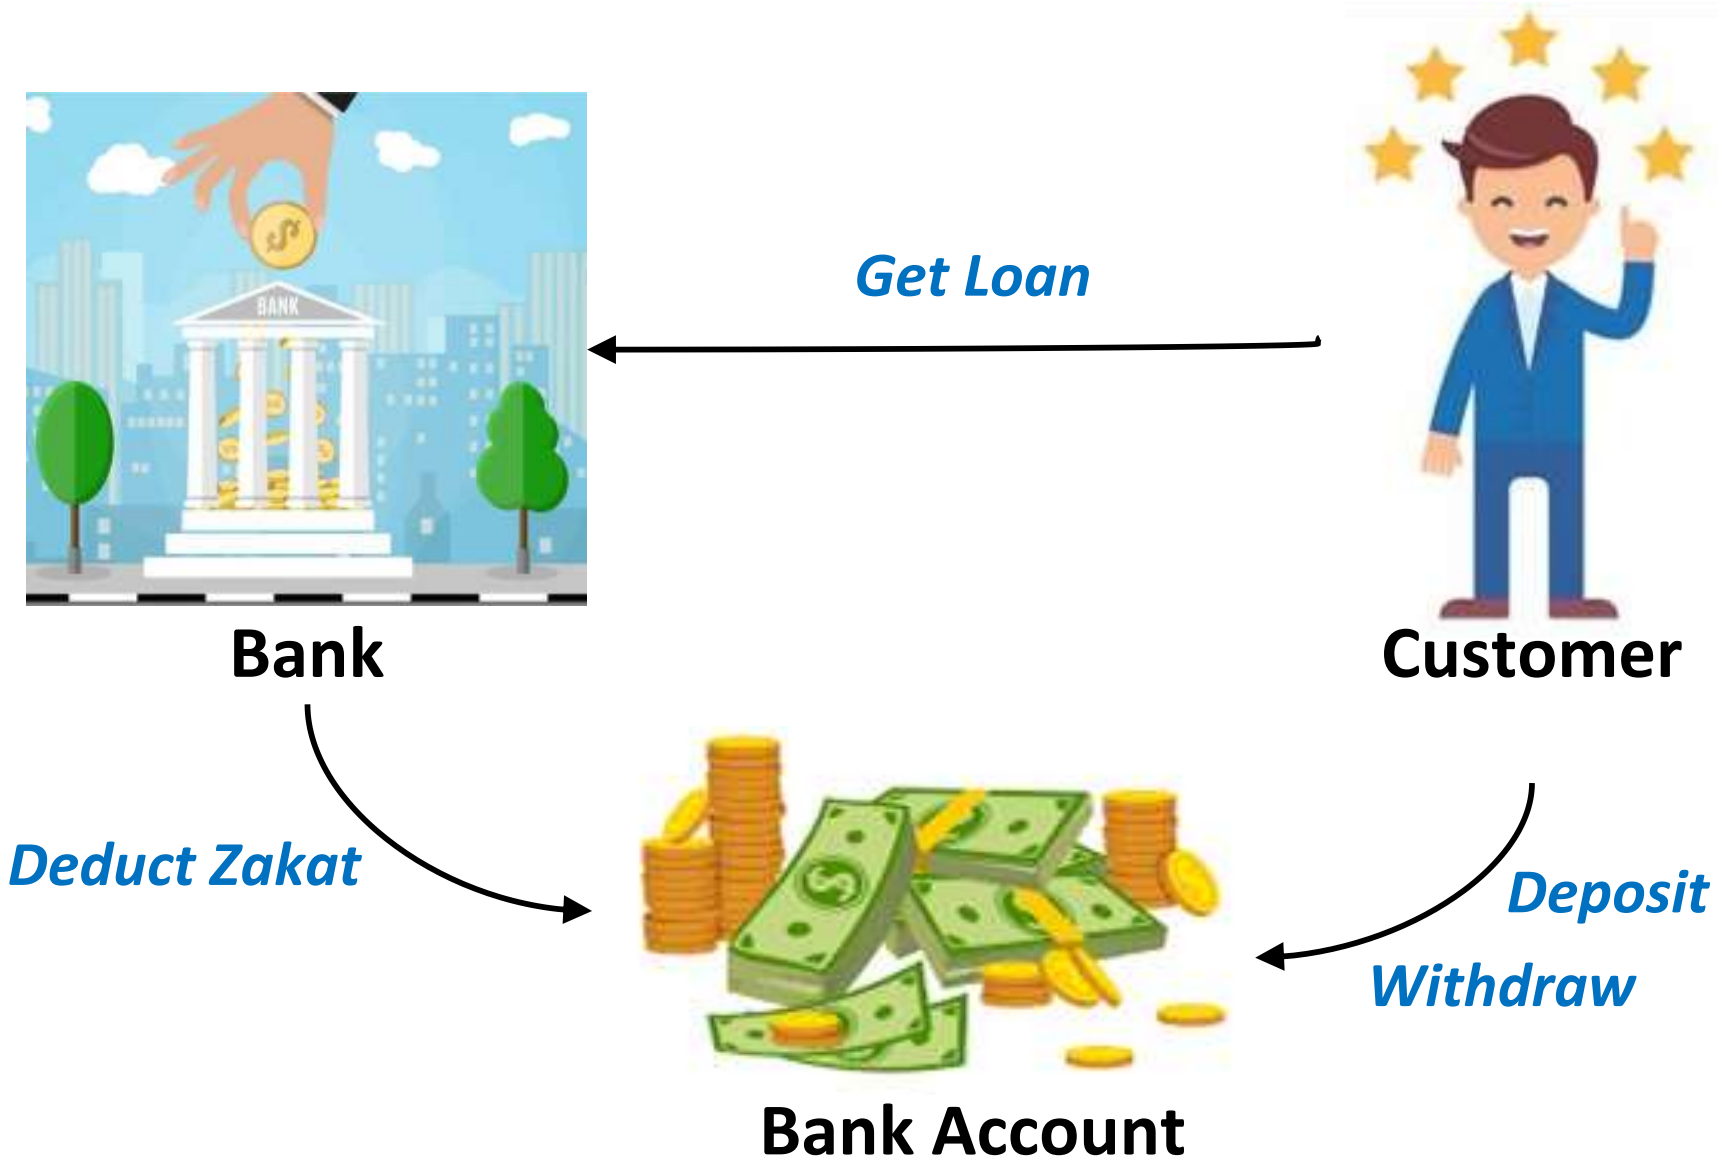 BANK
Get Loan
Bank
Customer
Deduct Zakat
Deposit
Withdraw
Bank Account